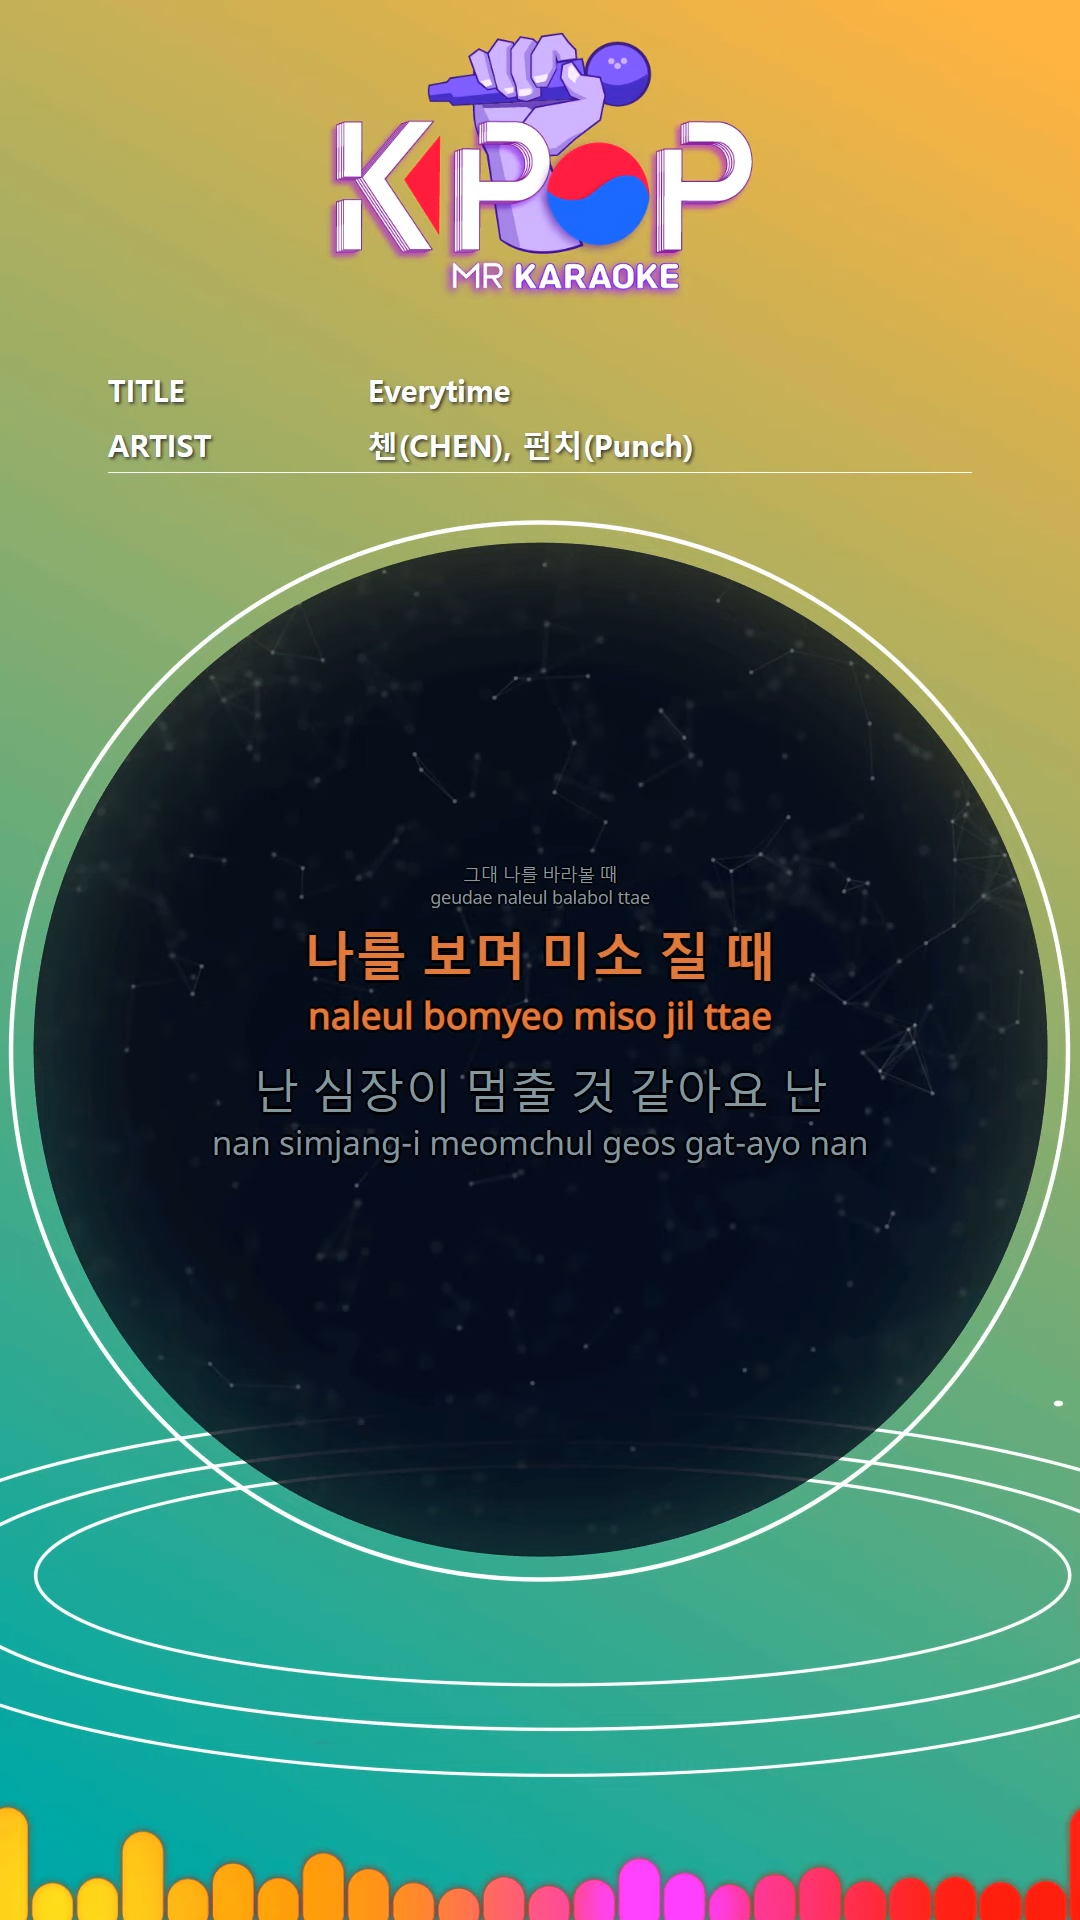 KPOP
MR KARAOKE
TITLE Everytime
ARTIST 첸(CHEN), 펀치(Punch)
그대 나를 바라볼 때
geudae naleul balabol ttae
나를 보며 미소 질 때
naleul bomyeo miso jil ttae
난 심장이 멈출 것 같아요 난
nan simjang-i meomchul geos gat-ayo nan